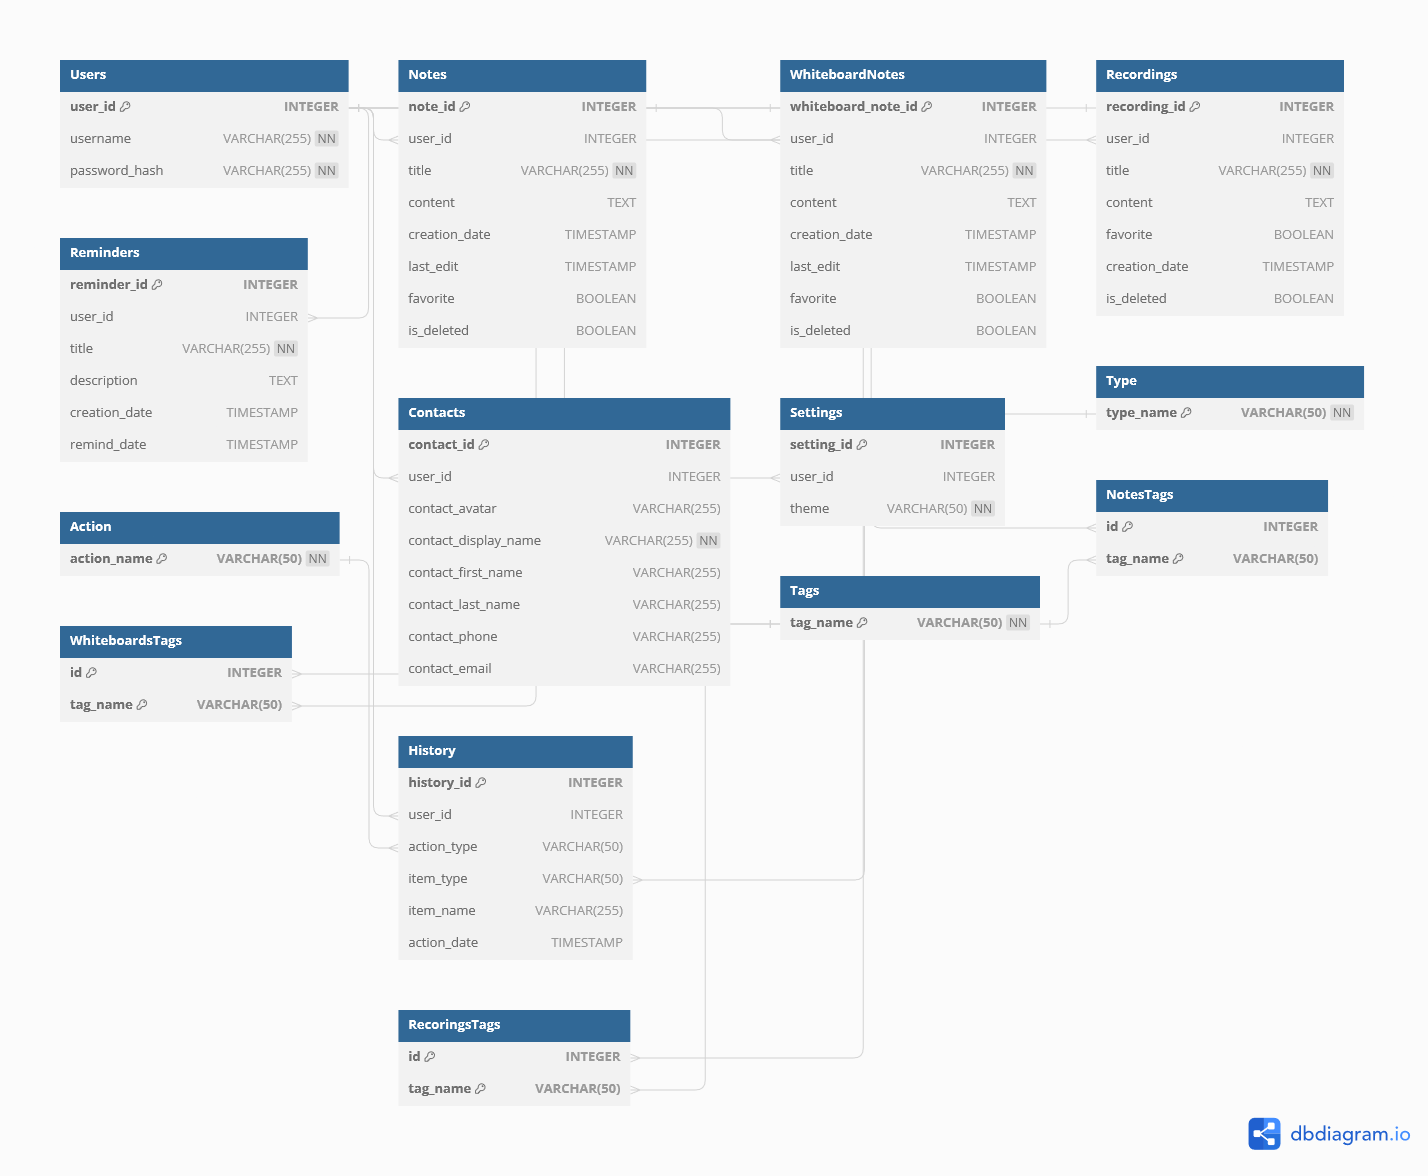 Users
user_id INTEGER
username VARCHAR(255) NN
password_hash VARCHAR(255) NN
Notes
note_id INTEGER
user_id INTEGER
title VARCHAR(255) NN
content TEXT
creation_date TIMESTAMP
last_edit TIMESTAMP
favorite BOOLEAN
is_deleted BOOLEAN
WhiteboardNotes
whiteboard_note_id INTEGER
user_id INTEGER
title VARCHAR(255) NN
content TEXT
creation_date TIMESTAMP
last_edit TIMESTAMP
favorite BOOLEAN
is_deleted BOOLEAN
Recordings
recording_id INTEGER
user_id INTEGER
title VARCHAR(255) NN
content TEXT
favorite BOOLEAN
creation_date TIMESTAMP
is_deleted BOOLEAN
Reminders
reminder_id INTEGER
user_id INTEGER
title VARCHAR(255) NN
description TEXT
creation_date TIMESTAMP
remind_date TIMESTAMP
Contacts
contact_id INTEGER
user_id INTEGER
contact_avatar VARCHAR(255)
contact_display_name VARCHAR(255) NN
contact_first_name VARCHAR(255)
contact_last_name VARCHAR(255)
contact_phone VARCHAR(255)
contact_email VARCHAR(255)
Settings
setting_id INTEGER
user_id INTEGER
theme VARCHAR(50) NN
Type
type_name VARCHAR(50) NN
NotesTags
id INTEGER
tag_name VARCHAR(50)
Action
action_name VARCHAR(50) NN
Tags
tag_name VARCHAR(50) NN
WhiteboardsTags
id INTEGER
tag_name VARCHAR(50)
History
history_id INTEGER
user_id INTEGER
action_type VARCHAR(50)
item_type VARCHAR(50)
item_name VARCHAR(255)
action_date TIMESTAMP
RecoringsTags
id INTEGER
tag_name VARCHAR(50)
dbdiagram.io